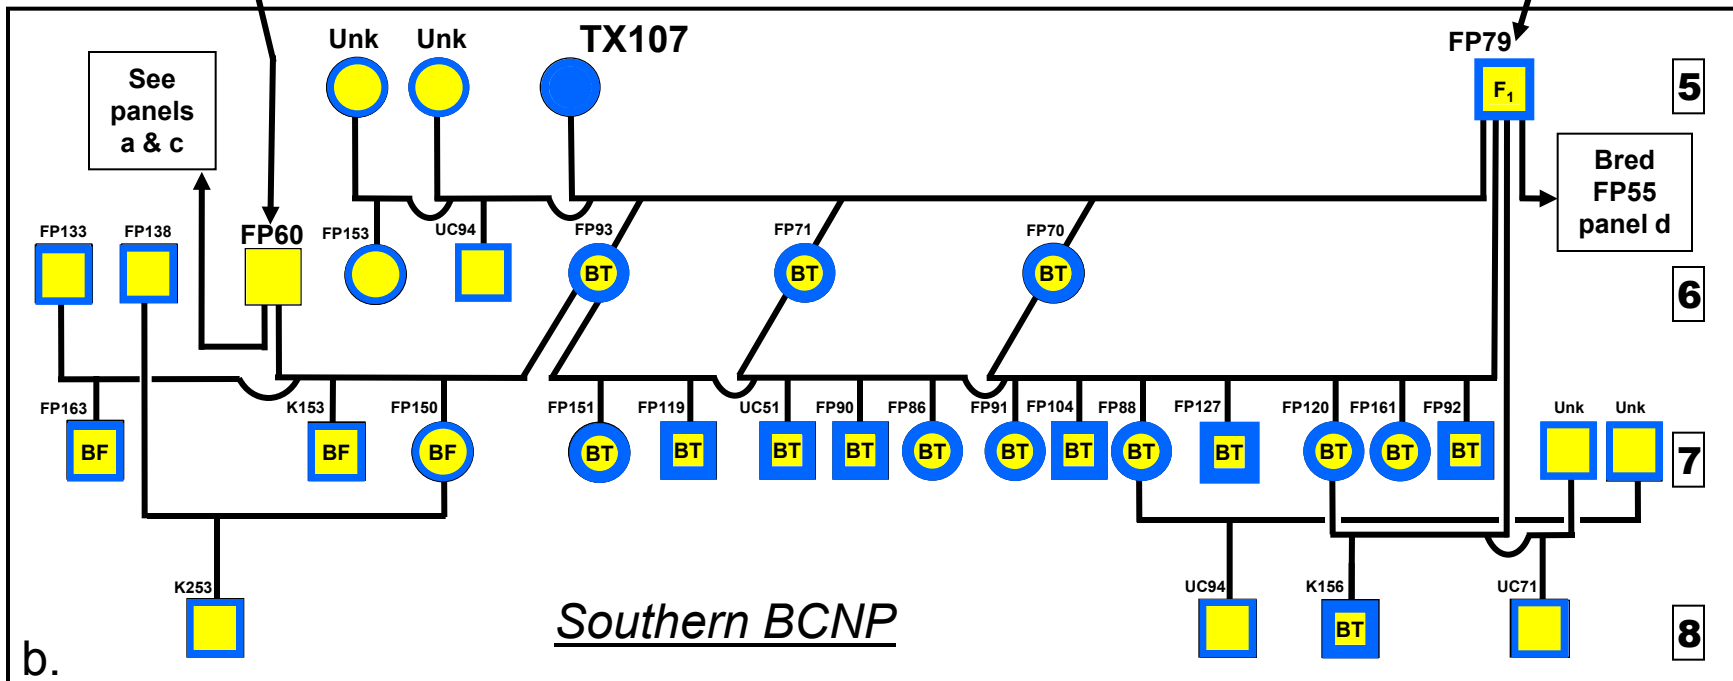 Unk Unk TX107 FP79
See
panels
a & c
F1
5
Bred
FP55
panel d
FP133 FP138 FP60 FP153 UC94 FP93 FP71 FP70
BT BT BT
6
FP163 K153 FP150 FP151 FP119 UC51 FP90 FP86 FP91 FP104 FP88 FP127 FP120 FP161 FP92 Unk Unk
BF BF BF BT BT BT BT BT BT BT BT BT BT BT BT
7
K253 UC94 K156 UC71
BT
Southern BCNP
8
b.